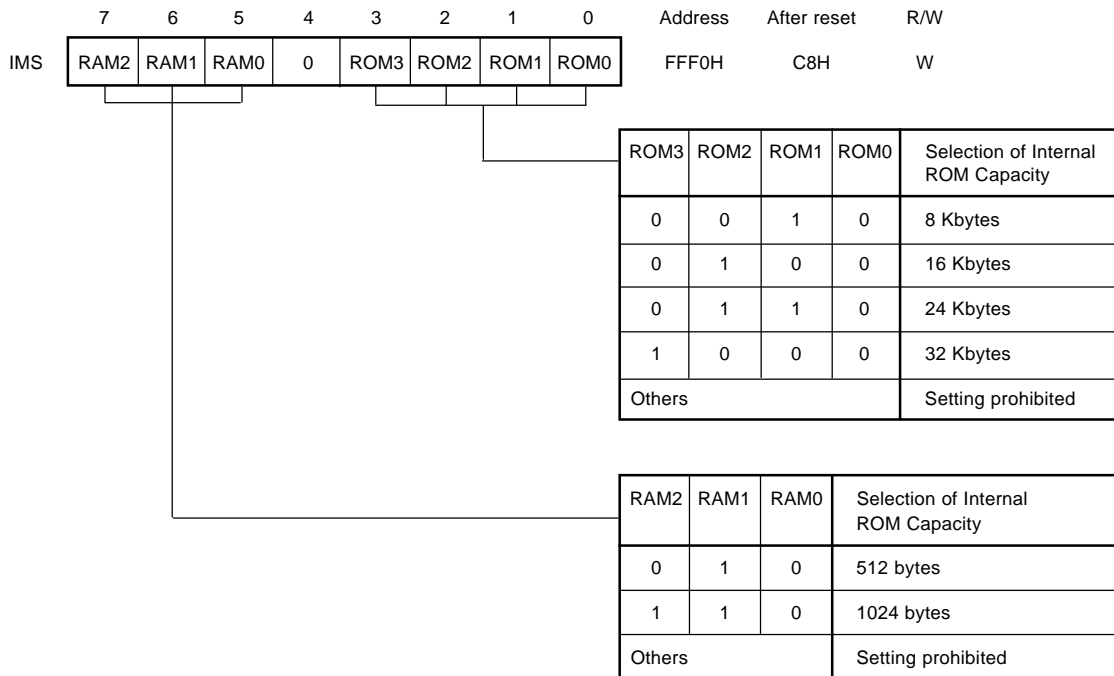 7 6 5 4 3 2 1 0 Address After reset R/W
IMS RAM2 RAM1 RAM0 0 ROM3 ROM2 ROM1 ROM0 FFF0H C8H W
ROM3 ROM2 ROM1 ROM0 Selection of Internal
ROM Capacity
0 0 1 0 8 Kbytes
0 1 0 0 16 Kbytes
0 1 1 0 24 Kbytes
1 0 0 0 32 Kbytes
Others Setting prohibited
RAM2 RAM1 RAM0 Selection of Internal
ROM Capacity
0 1 0 512 bytes
1 1 0 1024 bytes
Others Setting prohibited